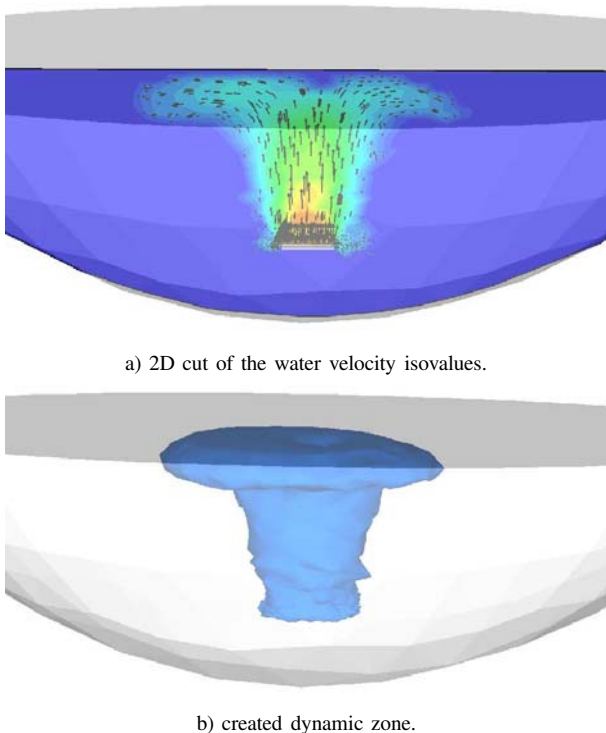 a) 2D cut of the water velocity isovalues.
b) created dynamic zone.